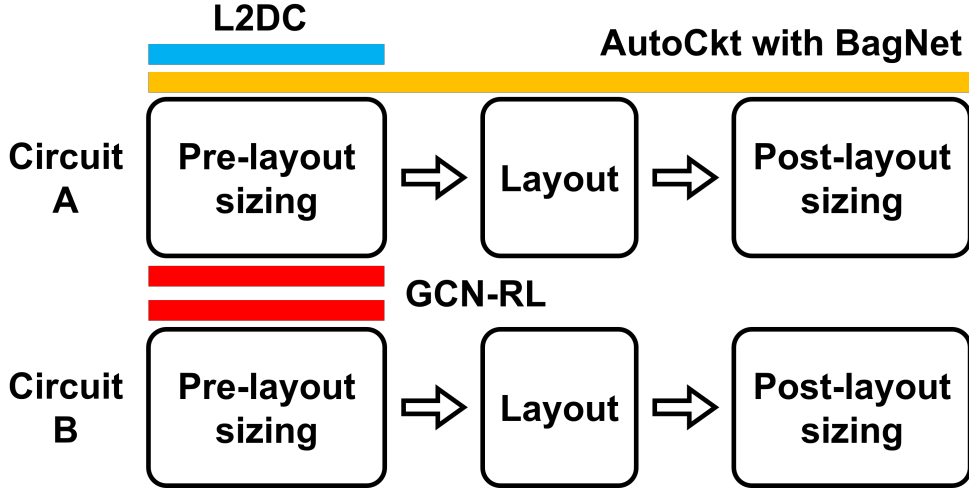 L2DC
AutoCkt with BagNet
Circuit
A
Pre-layout
sizing
Layout
Post-layout
sizing
GCN-RL
Circuit
B
Pre-layout
sizing
Layout
Post-layout
sizing